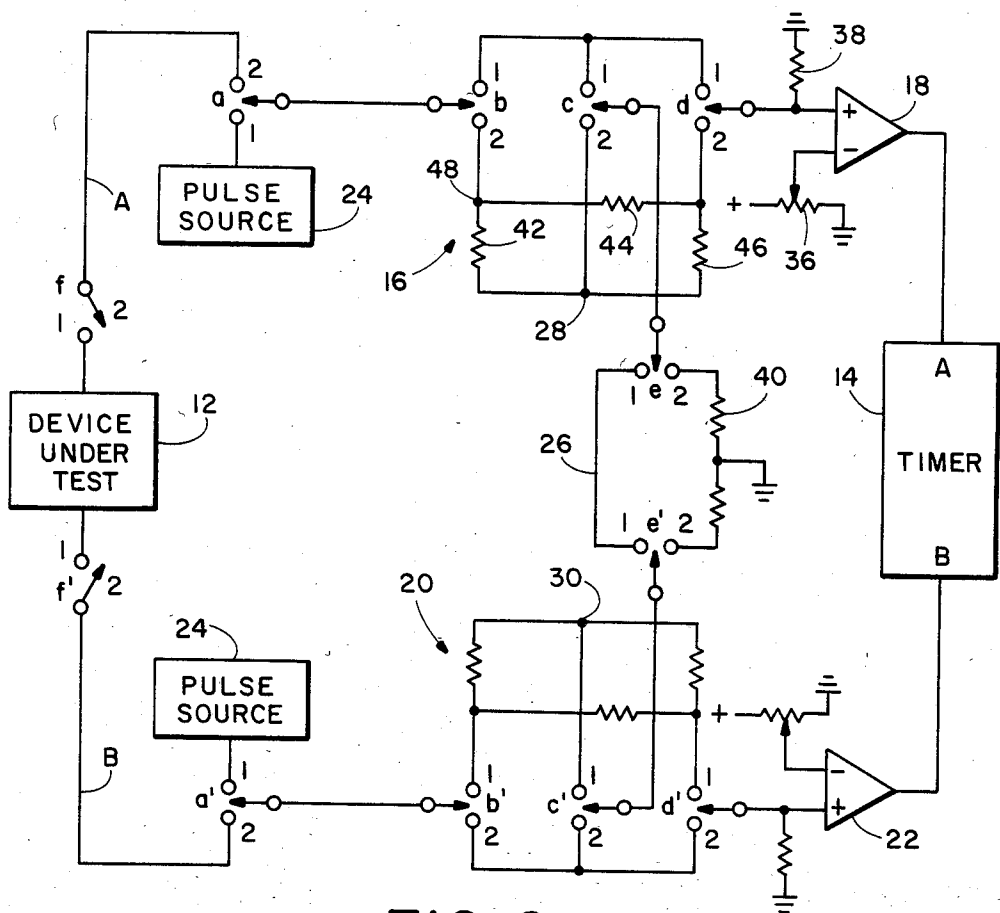 38
2
1
1
1
18
a
b
c
d
+
1
2
2
2
−
PULSE
SOURCE
48
+
A
24
42
44
46
36
16
f
2
28
1
A
12
1
e
2
40
14
DEVICE
UNDER
TEST
26
TIMER
1
e'
2
1
B
f'
2
20
30
24
PULSE
SOURCE
+
B
1
1
1
1
−
a'
b'
c'
d'
+
2
2
2
2
22